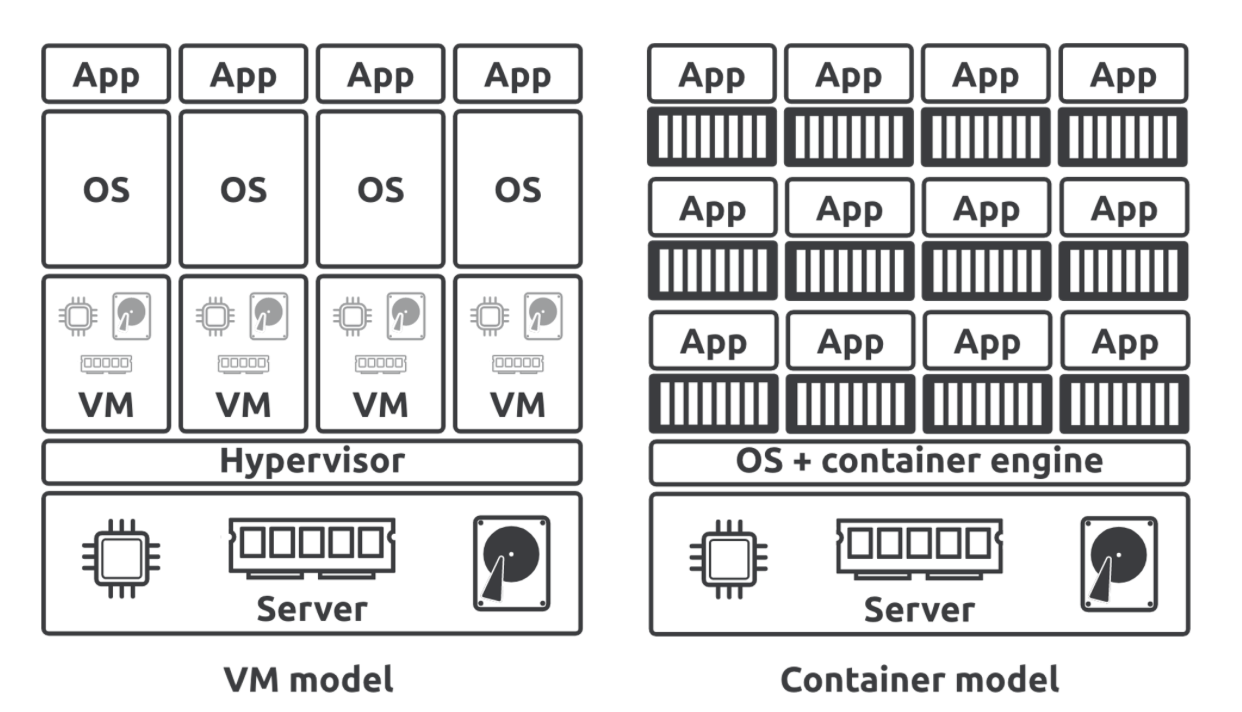 App App App App
OS OS OS OS
VM VM VM VM
Hypervisor
Server
VM model
App App App App
App App App App
App App App App
OS + container engine
Server
Container model